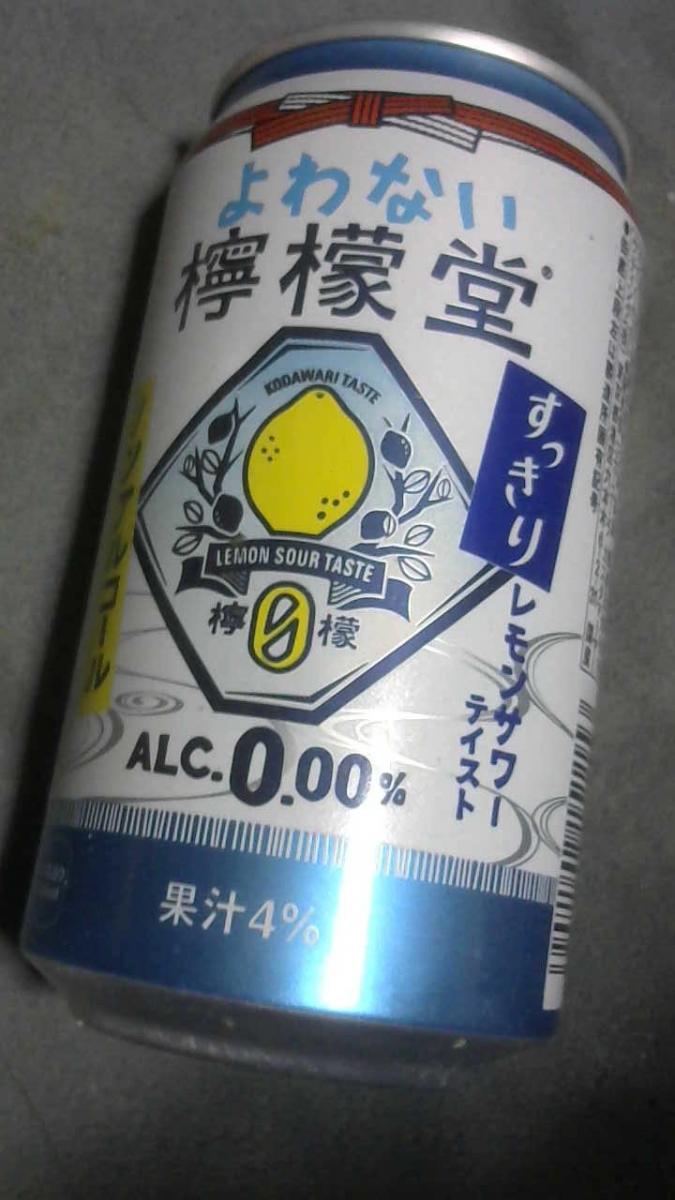 よわない
檸檬堂®
KODAWARI TASTE
LEMON SOUR TASTE
檸0檬
すっきり
レモンサワー
テイスト
ノンアルコール
ALC.0.00%
果汁4%